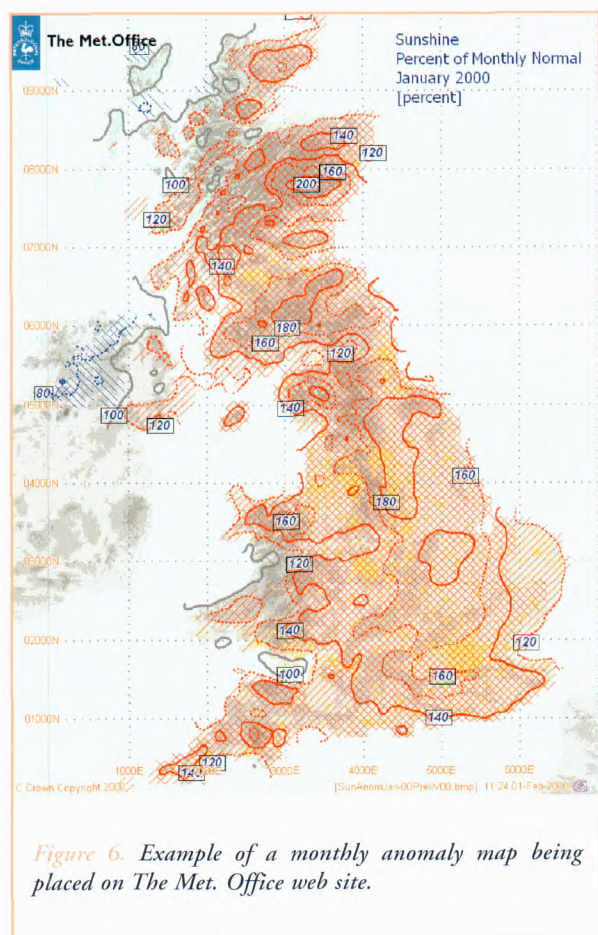 The Met.Office
Sunshine
Percent of Monthly Normal
January 2000
[percent]
80
09000N
140
120
160
08000N
100
200
120
07000N
140
06000N
180
160
120
80
05000N
100
120
140
160
04000N
180
160
03000N
120
140
02000N
120
100
160
01000N
140
120
140
1000E
3000E
4000E
5000E
6000E
C Crown Copyright 2000
11:24 01-Feb-2000
Figure 6. Example of a monthly anomaly map being
placed on The Met. Office web site.